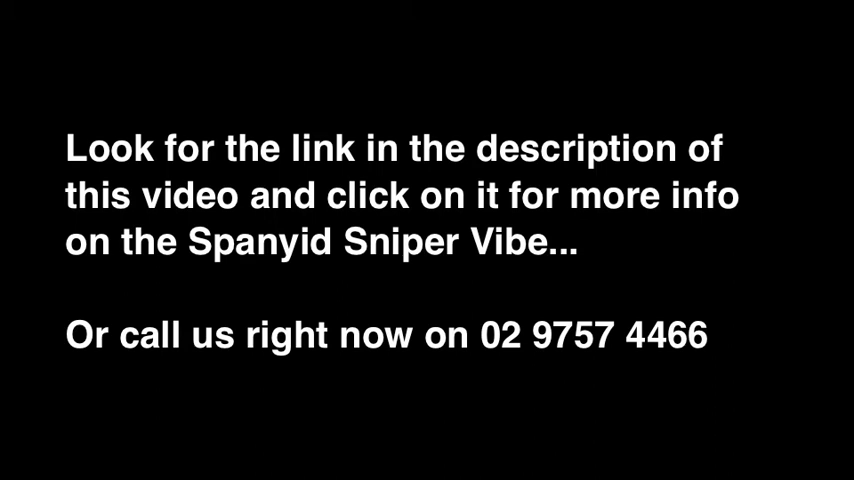 Look for the link in the description of
this video and click on it for more info
on the Spanyid Sniper Vibe...
Or call us right now on 02 9757 4466